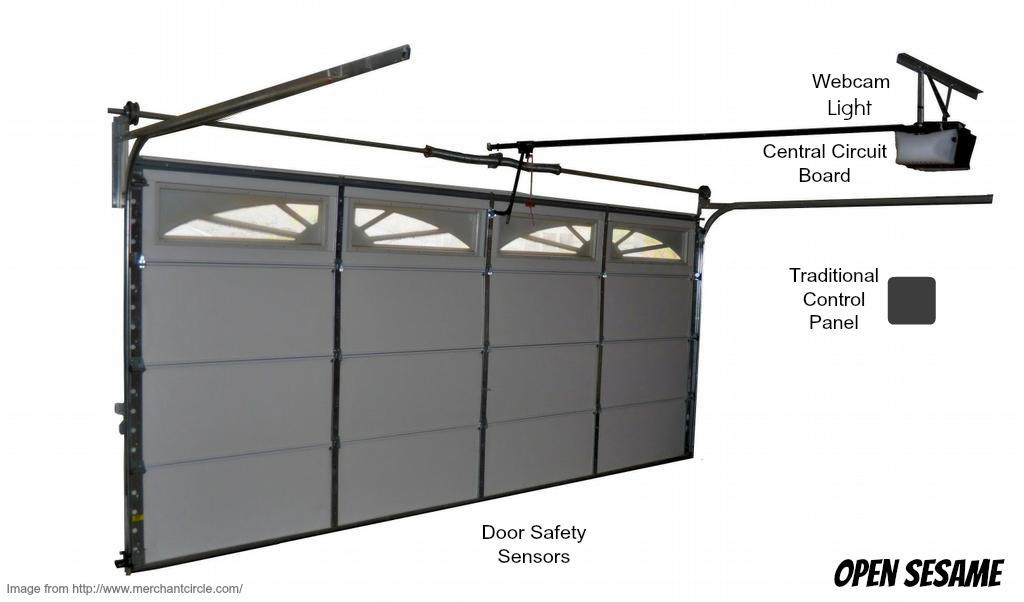 Webcam
Light
Central Circuit
Board
Traditional
Control
Panel
Door Safety
Sensors
Image from http://www.merchantcircle.com/
OPEN SESAME